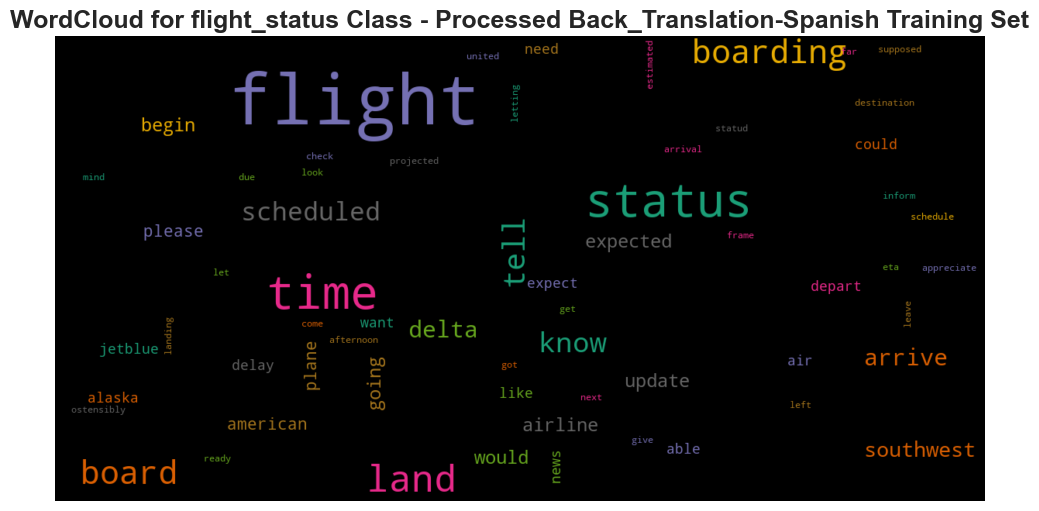 WordCloud for flight_status Class - Processed Back_Translation-Spanish Training Set
flight
boarding
united
need
estimated
far
supposed
letting
destination
begin
statud
could
check
projected
arrival
look
due
mind
inform
scheduled
status
schedule
please
tell
expected
frame
let
eta
appreciate
time
expect
depart
get
leave
come
want
delta
know
landing
afternoon
jetblue
delay
plane
going
got
air
arrive
update
like
next
alaska
ostensibly
left
american
airline
give
able
southwest
ready
would
news
board
land